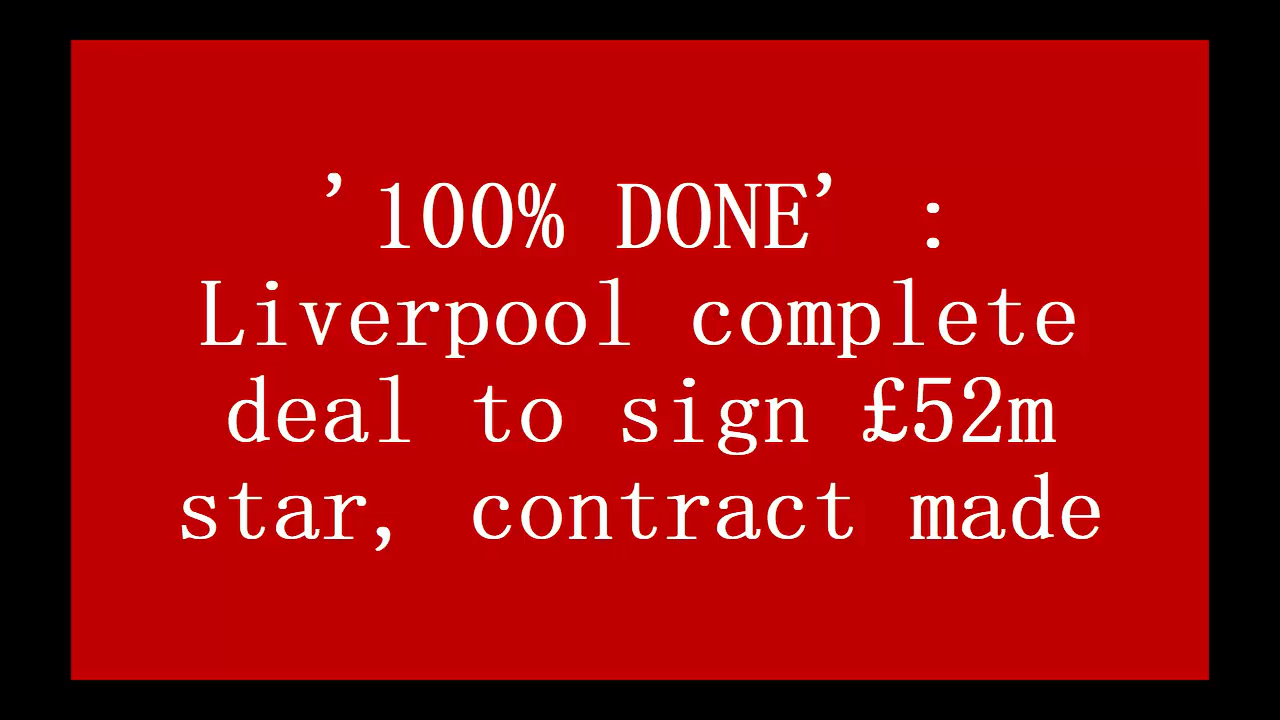 ’100% DONE’ :
Liverpool complete
deal to sign £52m
star, contract made